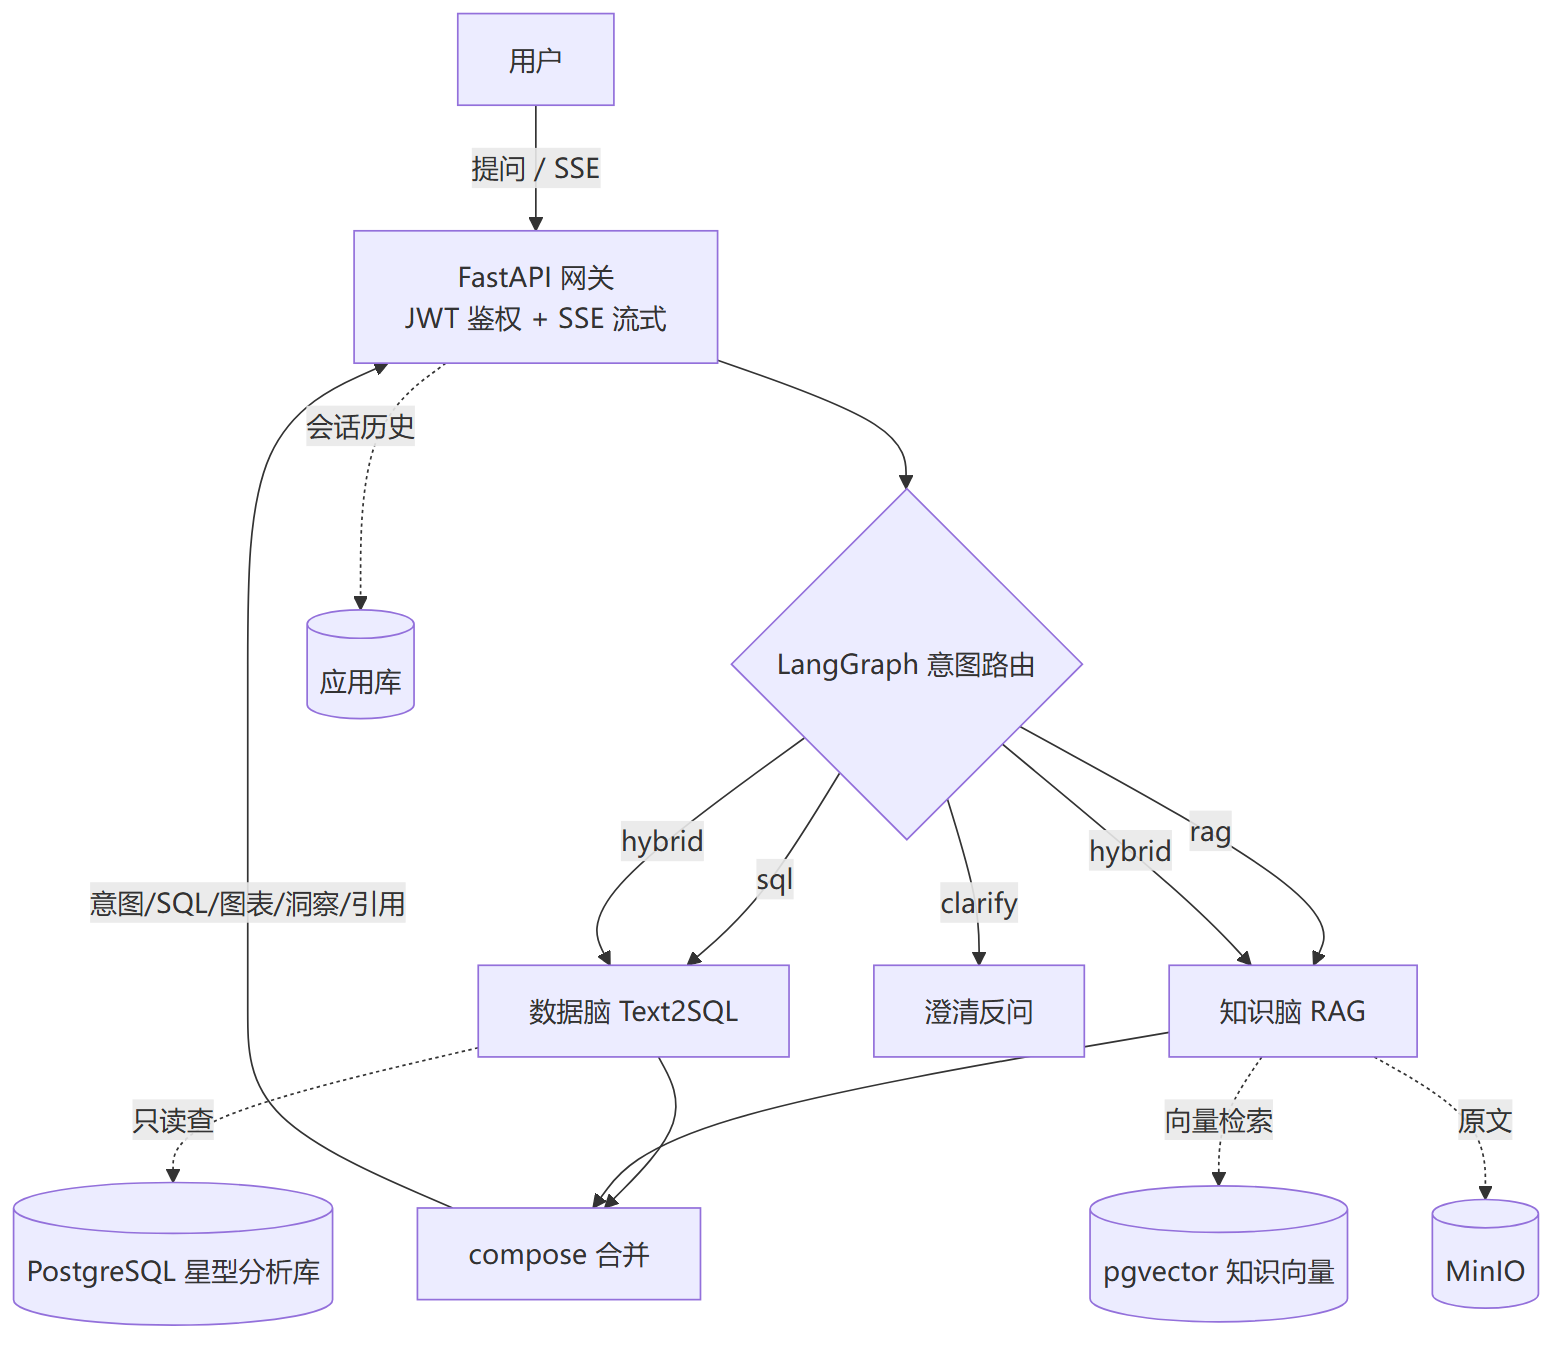 用户
提问 / SSE
FastAPI 网关
JWT 鉴权 + SSE 流式
会话历史
应用库
LangGraph 意图路由
hybrid
sql
clarify
hybrid
rag
意图/SQL/图表/洞察/引用
数据脑 Text2SQL
澄清反问
知识脑 RAG
只读查
向量检索
原文
PostgreSQL 星型分析库
compose 合并
pgvector 知识向量
MinIO